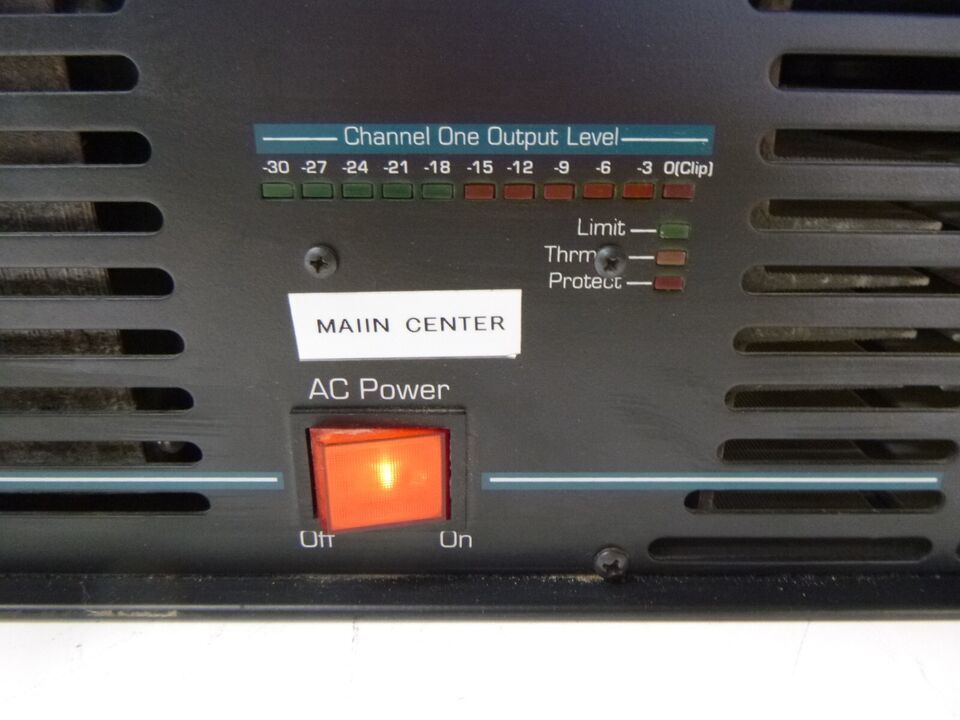 Channel One Output Level
-30 -27 -24 -21 -18 -15 -12 -9 -6 -3 0(Clip)
Limit
Protect
MAIIN CENTER
AC Power
Off On